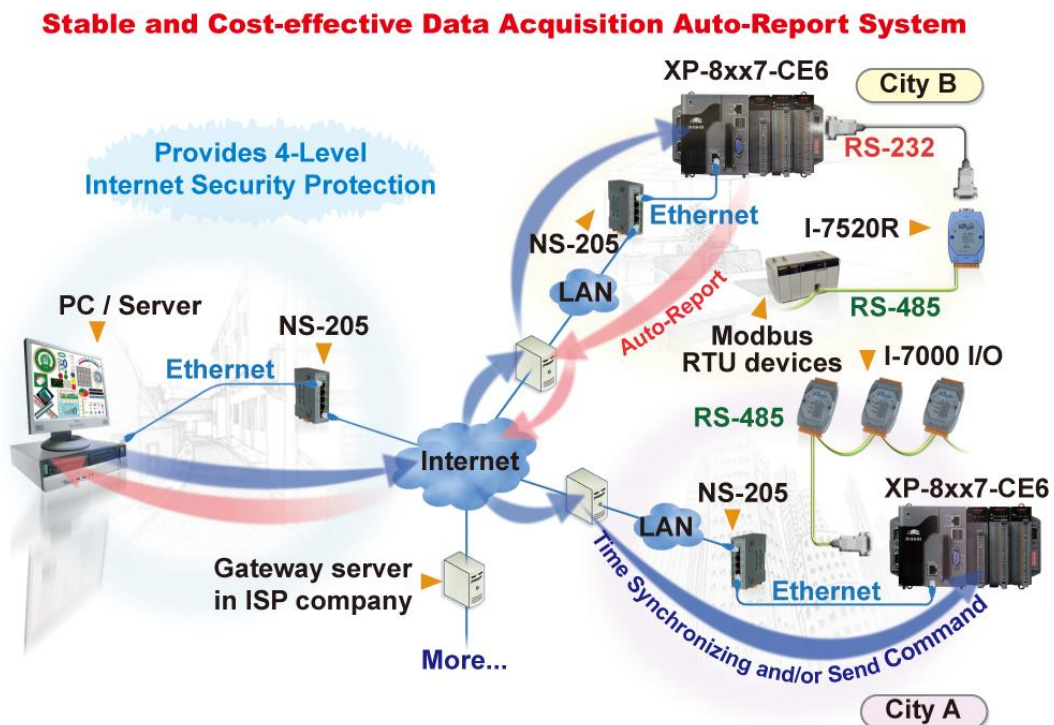 Stable and Cost-effective Data Acquisition Auto-Report System
XP-8xx7-CE6
City B
Provides 4-Level
Internet Security Protection
RS-232
Ethernet
NS-205
I-7520R
LAN
PC / Server
NS-205
Auto-Report
RS-485
Modbus
RTU devices
I-7000 I/O
Ethernet
RS-485
Internet
NS-205
XP-8xx7-CE6
LAN
Gateway server
in ISP company
Ethernet
Time Synchronizing and/or Send Command
More...
City A